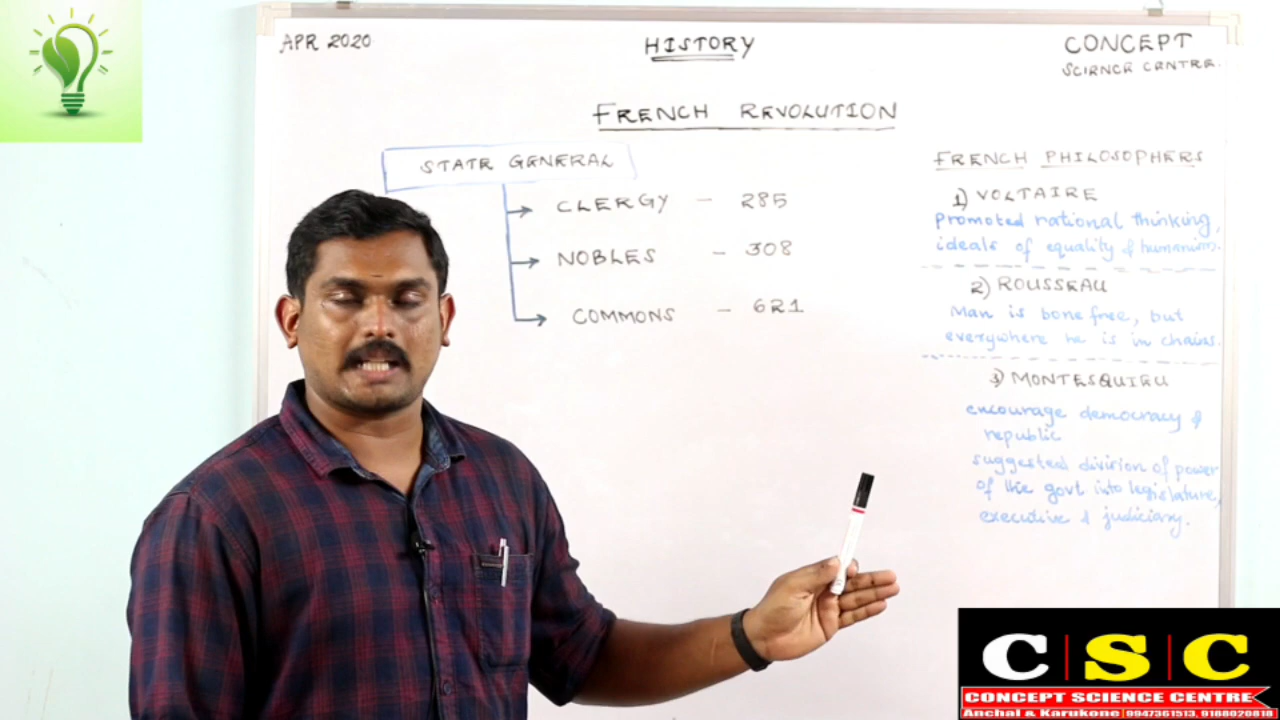 APR 2020
HISTORY
CONCEPT
SCIENCE CENTRE.
FRENCH REVOLUTION
STATE GENERAL
CLERGY - 285
NOBLES - 308
COMMONS - 621
FRENCH PHILOSOPHERS
1) VOLTAIRE
promoted rational thinking,
ideals of equality & humanism.
2) ROUSSEAU
Man is bone free, but
everywhere he is in chains.
3) MONTESQUIEU
encourage democracy &
republic
suggested division of power
of the govt into legislature,
executive & judiciary.
CSC
CONCEPT SCIENCE CENTRE
Anchal & Karukone 9947361513, 9188020818